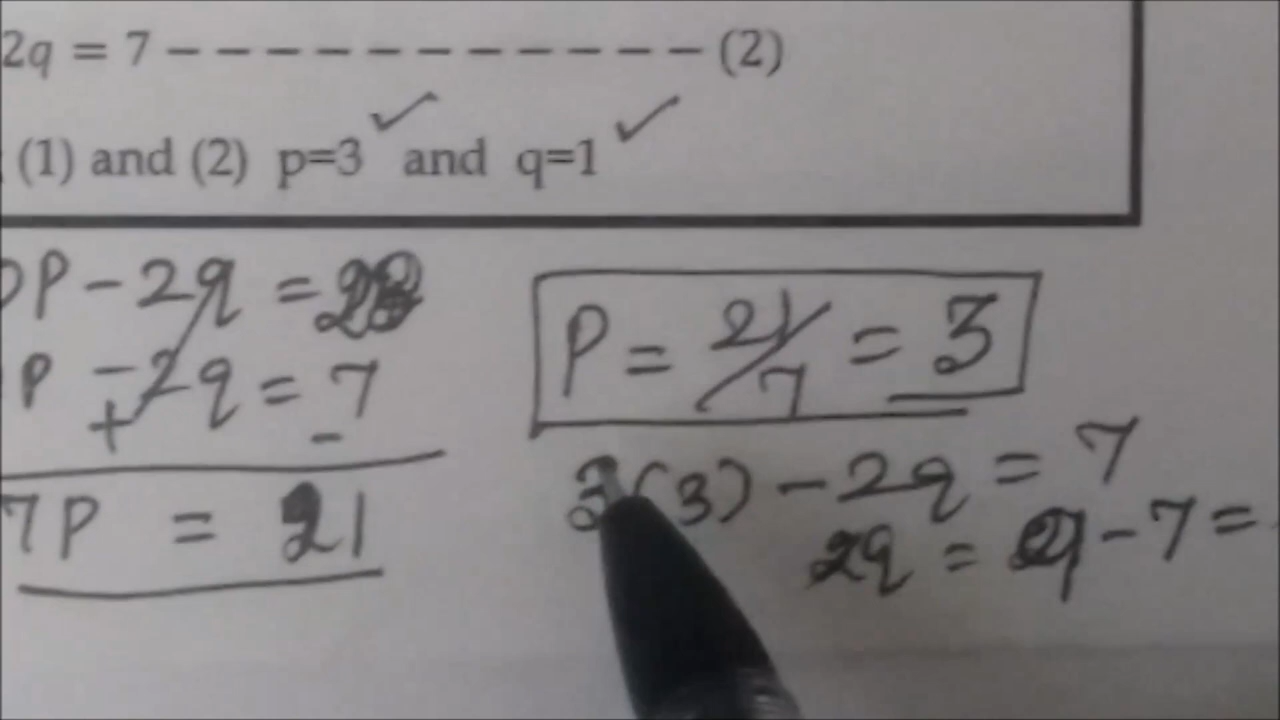 2q = 7 ------------- (2)
(1) and (2) p=3 ✓ and q=1 ✓
P - 2q = 28
P - 2q = 7
+ -
7P = 21
P = 21/7 = 3
3(3) - 2q = 7
2q = 9 - 7 =